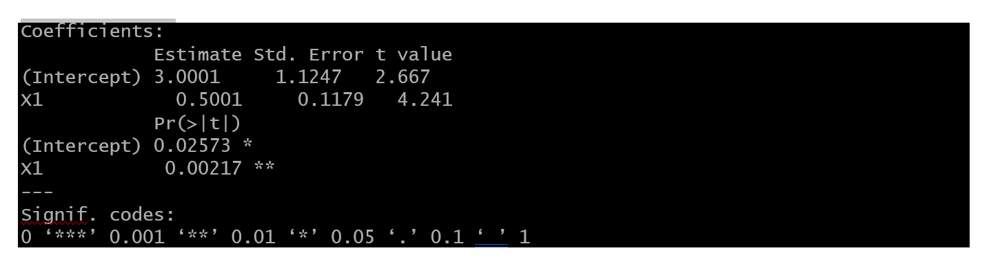 Coefficients:
Estimate Std. Error t value
(Intercept) 3.0001 1.1247 2.667
X1 0.5001 0.1179 4.241
Pr(>|t|)
(Intercept) 0.02573 *
X1 0.00217 **
---
Signif. codes:
0 ‘***’ 0.001 ‘**’ 0.01 ‘*’ 0.05 ‘.’ 0.1 ‘ ’ 1